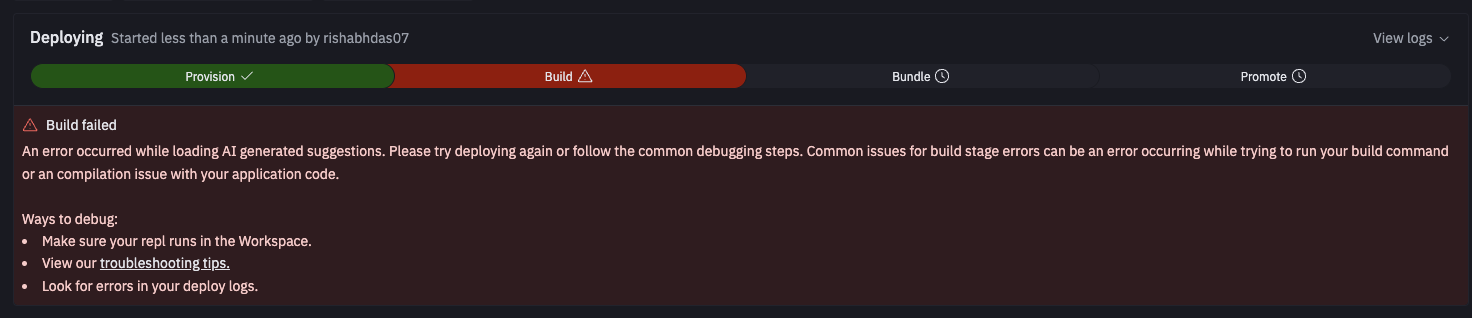 Deploying Started less than a minute ago by rishabhdas07 View logs
Provision Build Bundle Promote
Build failed
An error occurred while loading AI generated suggestions. Please try deploying again or follow the common debugging steps. Common issues for build stage errors can be an error occurring while trying to run your build command
or an compilation issue with your application code.
Ways to debug:
• Make sure your repl runs in the Workspace.
• View our troubleshooting tips.
• Look for errors in your deploy logs.